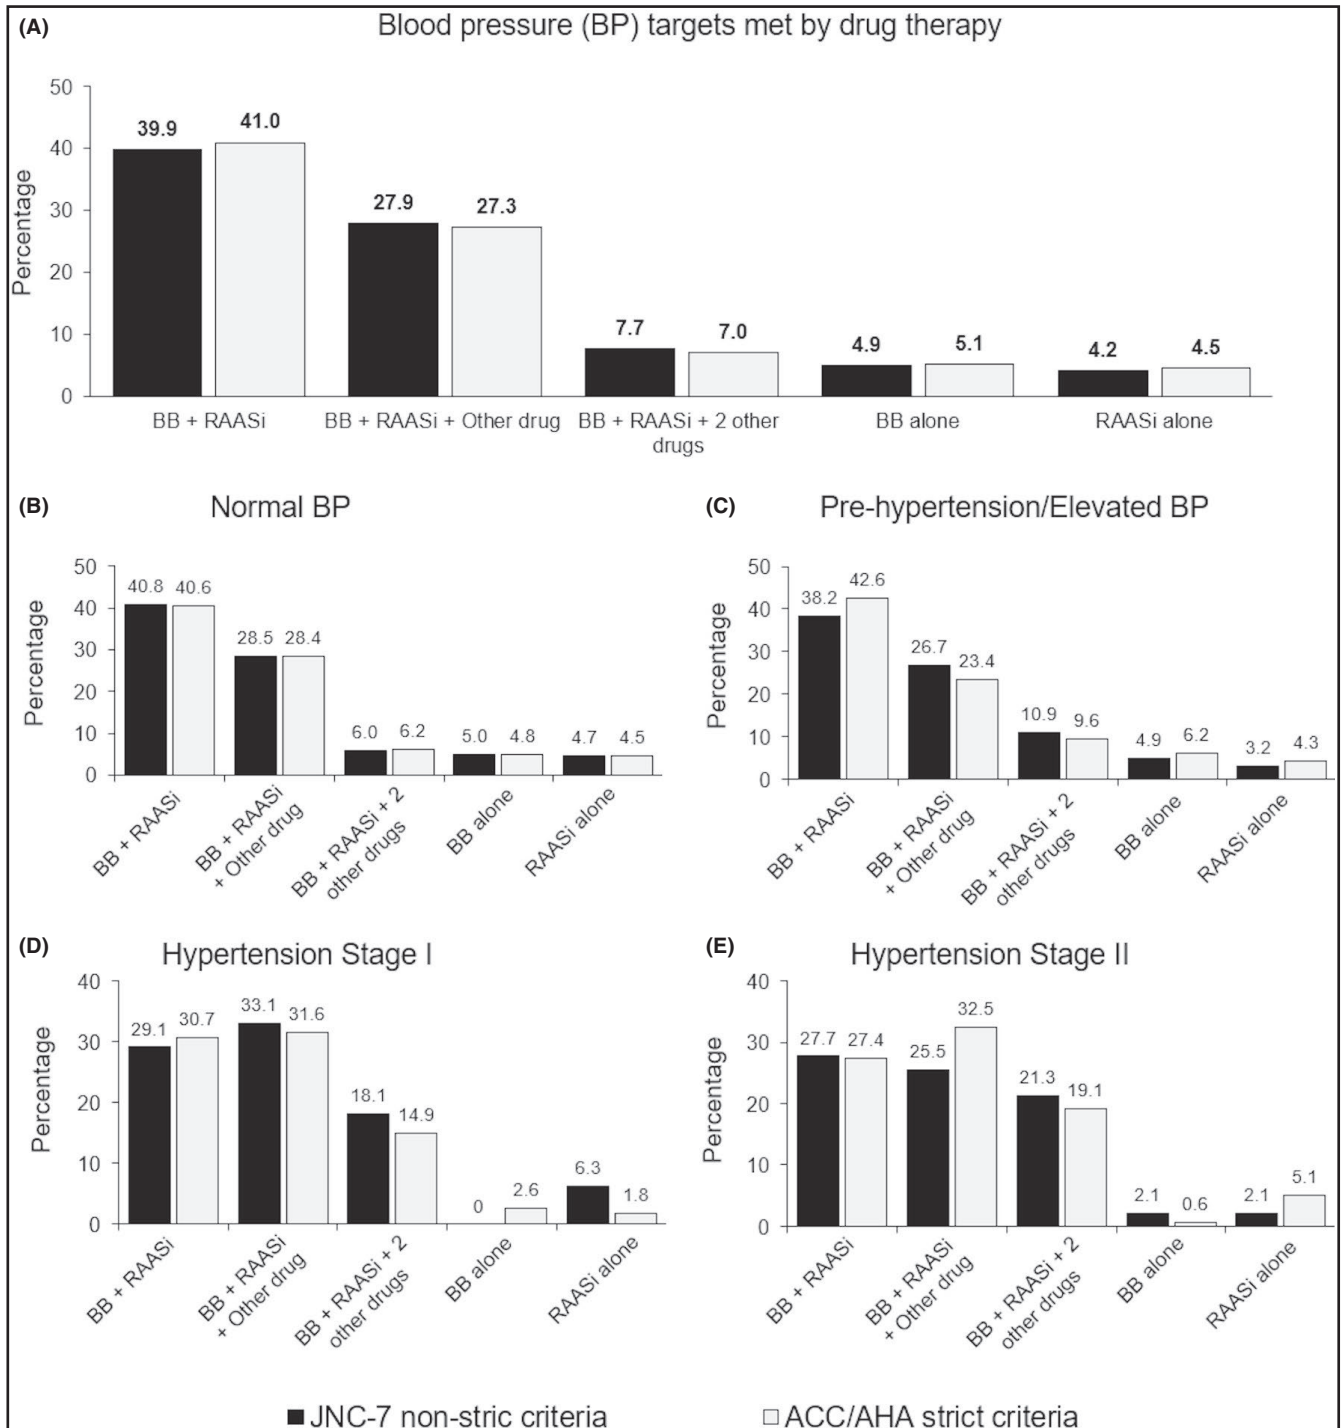 (A)
Blood pressure (BP) targets met by drug therapy
Percentage
50
40
30
20
10
0
39.9
41.0
27.9
27.3
7.7
7.0
4.9
5.1
4.2
4.5
BB + RAASi
BB + RAASi + Other drug
BB + RAASi + 2 other
drugs
BB alone
RAASi alone
(B)
Normal BP
Percentage
50
40
30
20
10
0
40.8
40.6
28.5
28.4
6.0
6.2
5.0
4.8
4.7
4.5
BB + RAASi
BB + RAASi
+ Other drug
BB + RAASi + 2
other drugs
BB alone
RAASi alone
(C)
Pre-hypertension/Elevated BP
Percentage
50
40
30
20
10
0
38.2
42.6
26.7
23.4
10.9
9.6
4.9
6.2
3.2
4.3
BB + RAASi
BB + RAASi
+ Other drug
BB + RAASi + 2
other drugs
BB alone
RAASi alone
(D)
Hypertension Stage I
Percentage
40
30
20
10
0
29.1
30.7
33.1
31.6
18.1
14.9
0
2.6
6.3
1.8
BB + RAASi
BB + RAASi
+ Other drug
BB + RAASi + 2
other drugs
BB alone
RAASi alone
(E)
Hypertension Stage II
Percentage
40
30
20
10
0
27.7
27.4
25.5
32.5
21.3
19.1
2.1
0.6
2.1
5.1
BB + RAASi
BB + RAASi
+ Other drug
BB + RAASi + 2
other drugs
BB alone
RAASi alone
JNC-7 non-stric criteria
ACC/AHA strict criteria